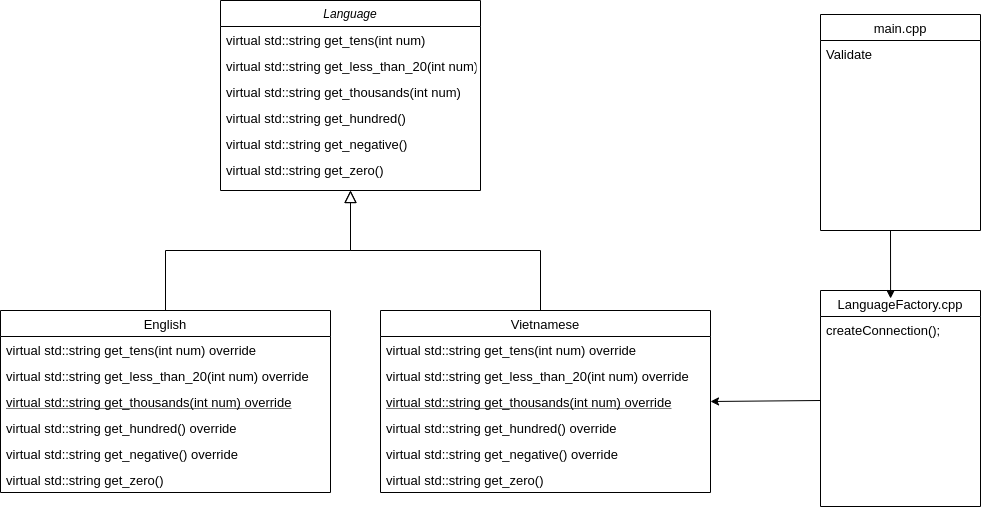 Language
virtual std::string get_tens(int num)
virtual std::string get_less_than_20(int num)
virtual std::string get_thousands(int num)
virtual std::string get_hundred()
virtual std::string get_negative()
virtual std::string get_zero()
main.cpp
Validate
English
virtual std::string get_tens(int num) override
virtual std::string get_less_than_20(int num) override
virtual std::string get_thousands(int num) override
virtual std::string get_hundred() override
virtual std::string get_negative() override
virtual std::string get_zero()
Vietnamese
virtual std::string get_tens(int num) override
virtual std::string get_less_than_20(int num) override
virtual std::string get_thousands(int num) override
virtual std::string get_hundred() override
virtual std::string get_negative() override
virtual std::string get_zero()
LanguageFactory.cpp
createConnection();